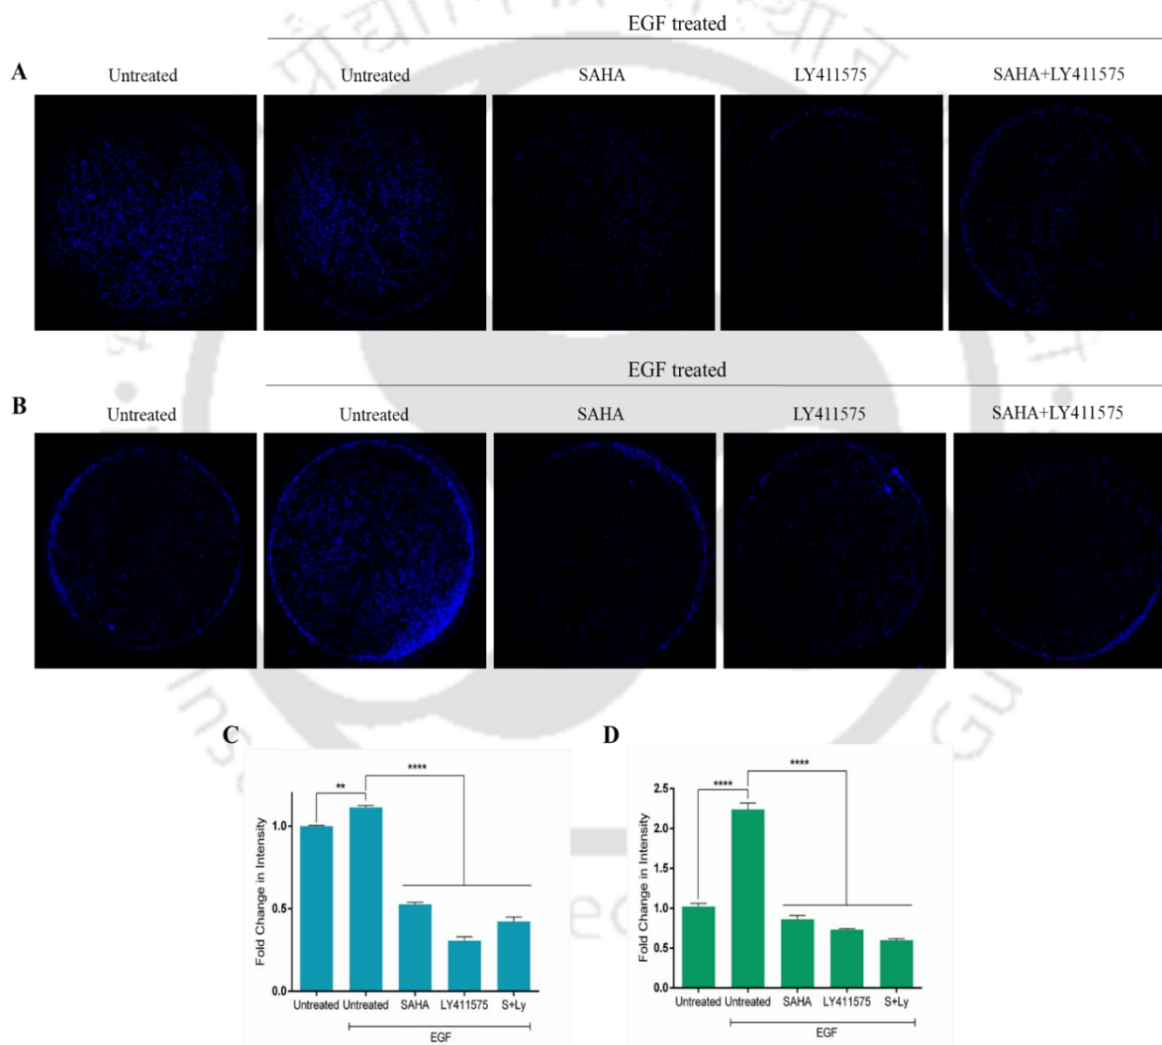 EGF treated
A
Untreated
Untreated
SAHA
LY411575
SAHA+LY411575
EGF treated
B
Untreated
Untreated
SAHA
LY411575
SAHA+LY411575
C
**
****
Fold Change in Intensity
1.0
0.5
0.0
Untreated
Untreated
SAHA
LY411575
S+Ly
EGF
D
****
****
Fold Change in Intensity
2.5
2.0
1.5
1.0
0.5
0.0
Untreated
Untreated
SAHA
LY411575
S+Ly
EGF